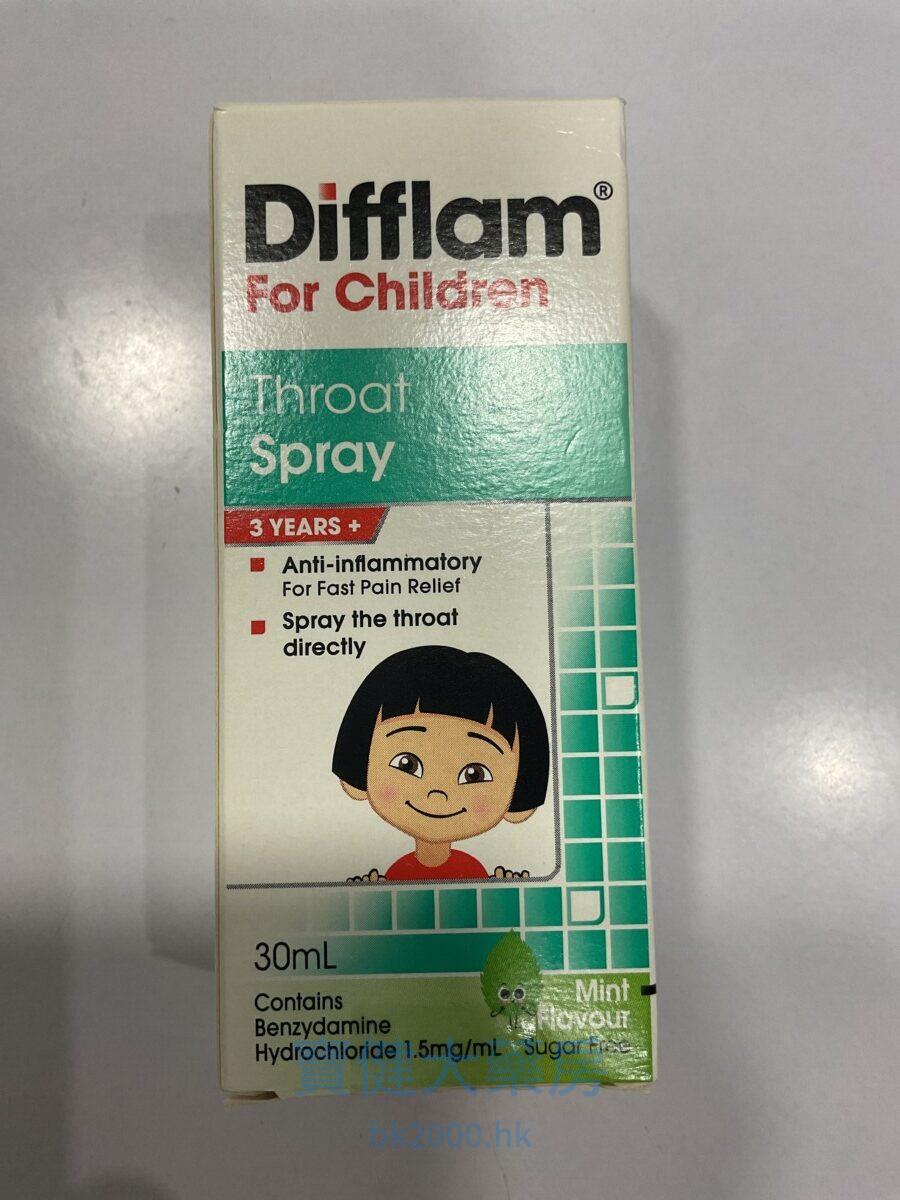 Difflam®
For Children
Throat
Spray
3 YEARS +
Anti-inflammatory
For Fast Pain Relief
Spray the throat
directly
30mL
Contains
Benzydamine
Hydrochloride 1.5mg/mL
Mint
Flavour
Sugar Free
寶健大藥房
bk2000.hk